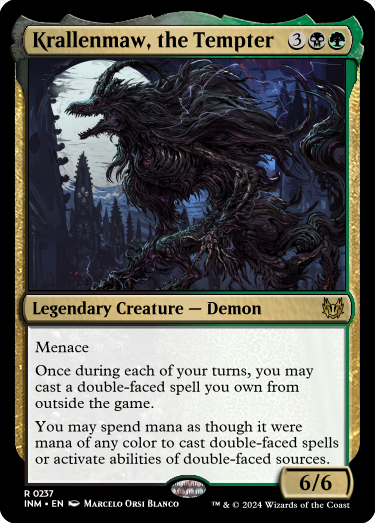 Krallenmaw, the Tempter 3
Legendary Creature — Demon
Menace
Once during each of your turns, you may
cast a double-faced spell you own from
outside the game.
You may spend mana as though it were
mana of any color to cast double-faced spells
or activate abilities of double-faced sources.
6/6
R 0237
INM • EN Marcelo Orsi Blanco ™ & © 2024 Wizards of the Coast